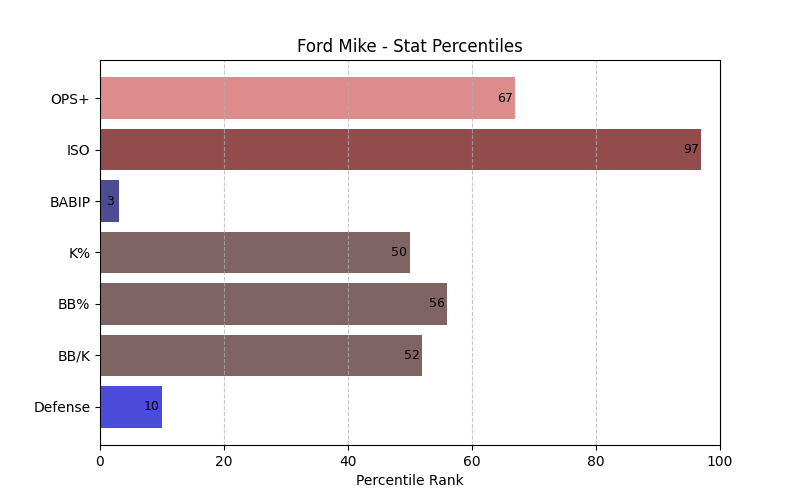 Ford Mike - Stat Percentiles
OPS+ 67
ISO 97
BABIP 3
K% 50
BB% 56
BB/K 52
Defense 10
0 20 40 60 80 100
Percentile Rank